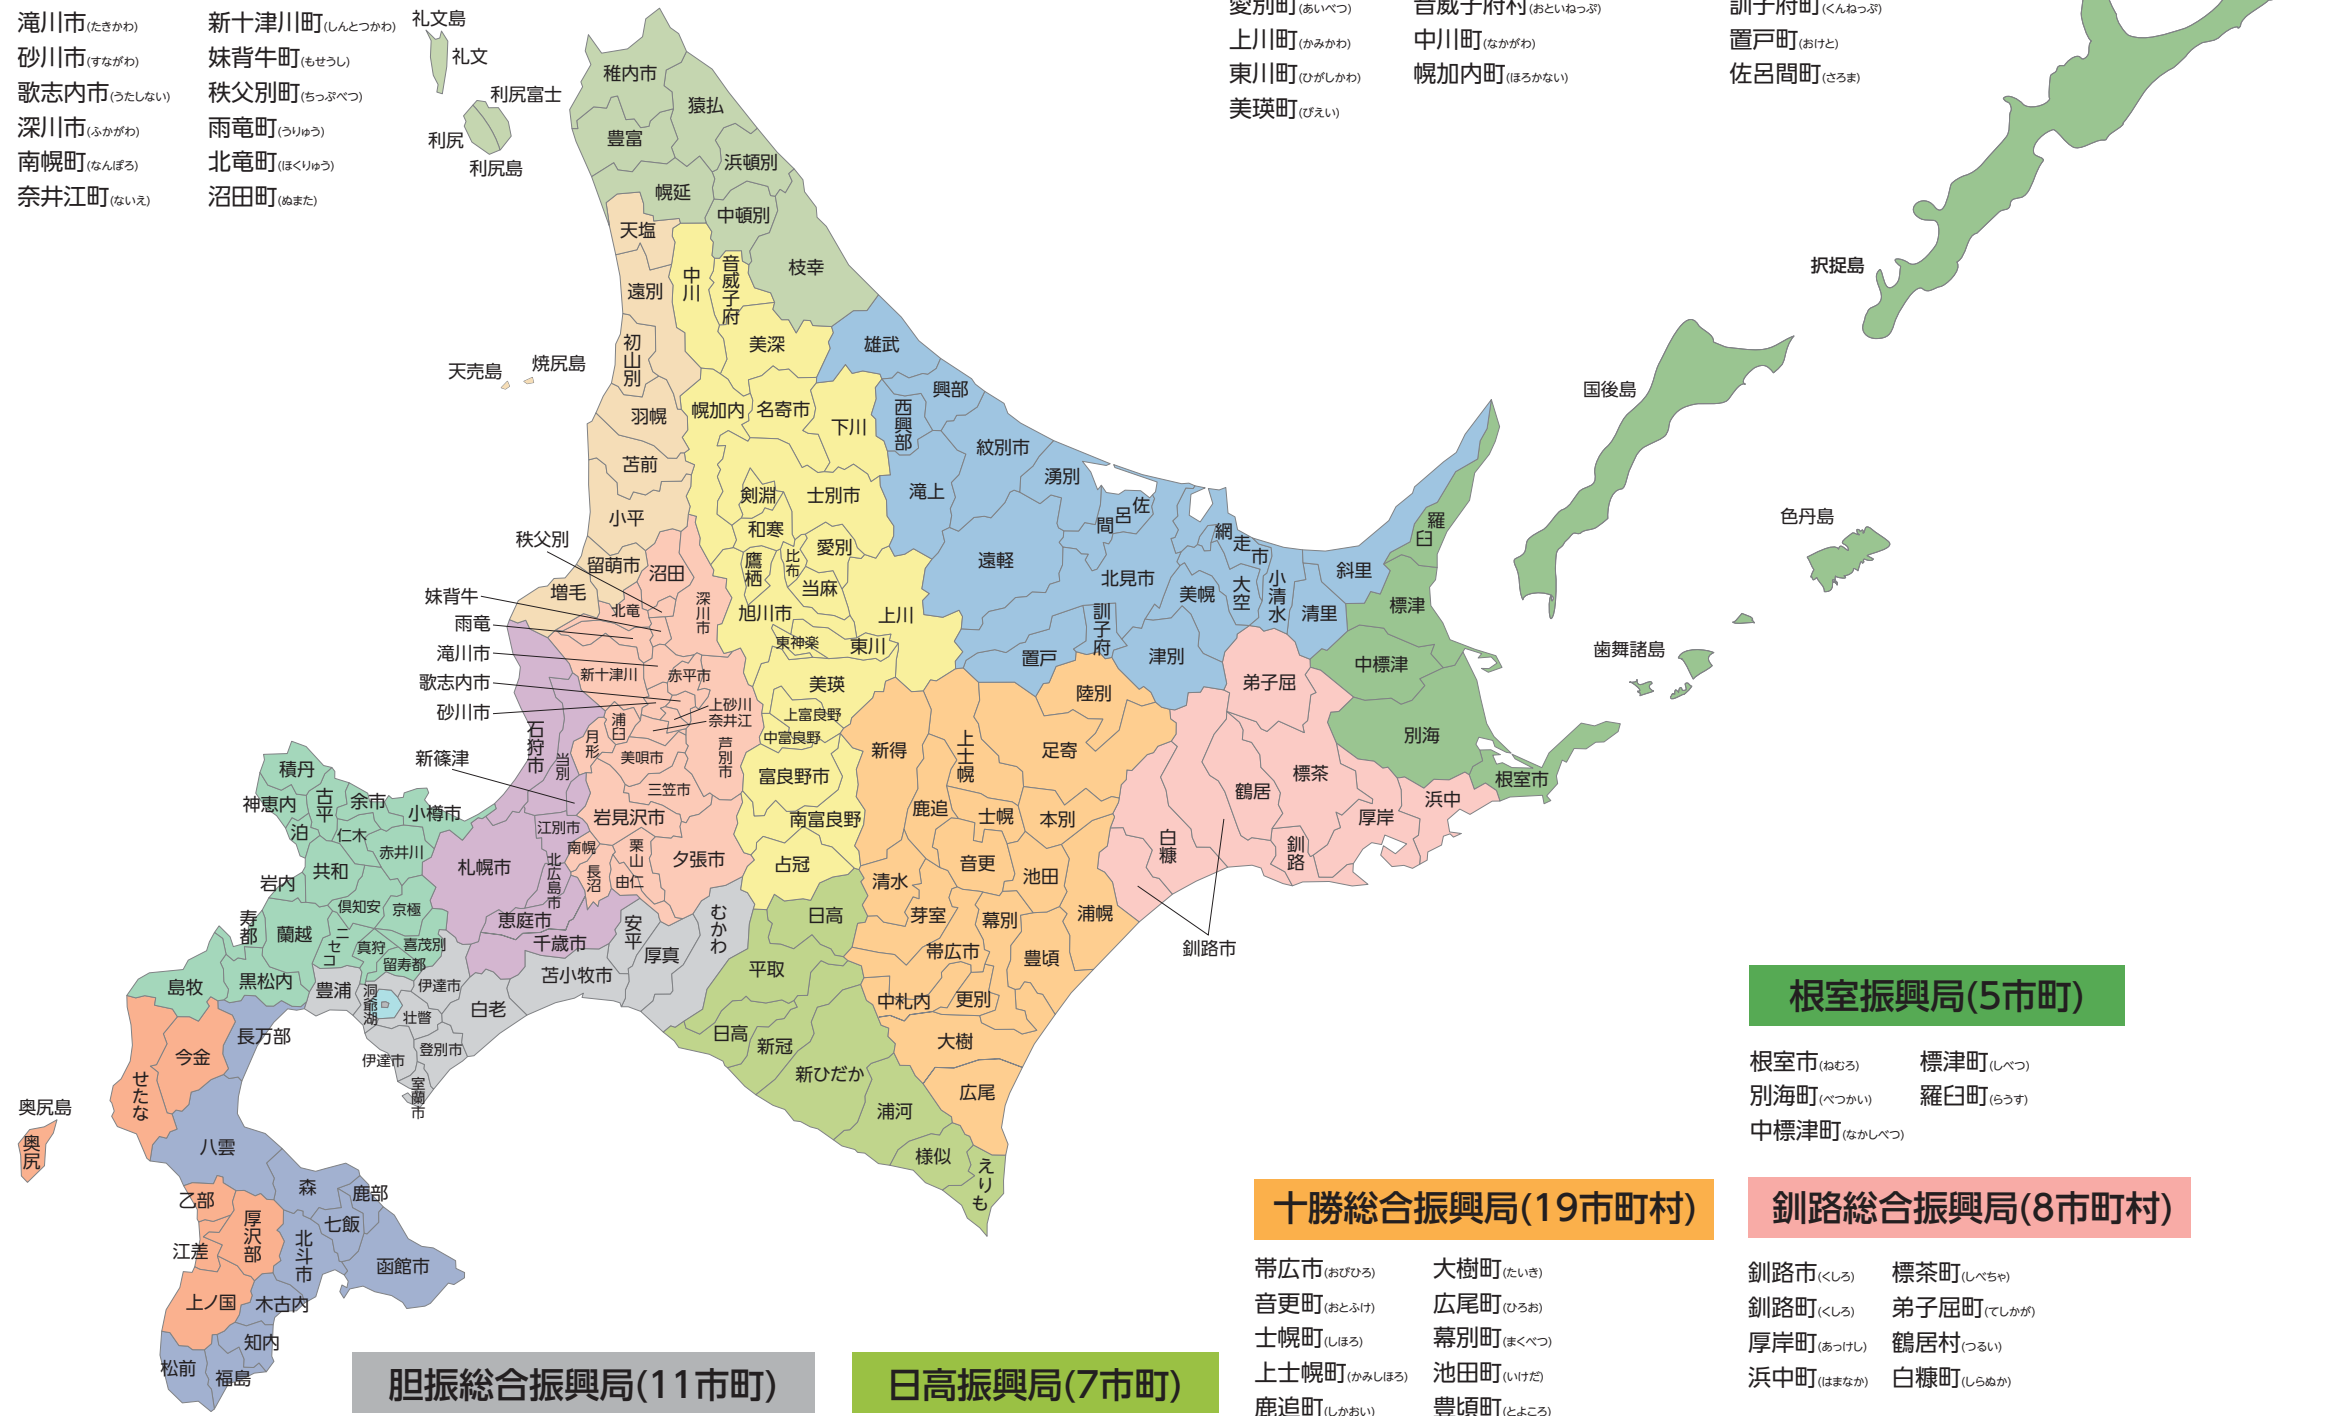 滝川市(たきかわ)
砂川市(すながわ)
歌志内市(うたしない)
深川市(ふかがわ)
南幌町(なんぽろ)
奈井江町(ないえ)
新十津川町(しんとつかわ)
妹背牛町(もせうし)
秩父別町(ちっぷべつ)
雨竜町(うりゅう)
北竜町(ほくりゅう)
沼田町(ぬまた)
愛別町(あいべつ)
上川町(かみかわ)
東川町(ひがしかわ)
美瑛町(びえい)
音威子府村(おといねっぷ)
中川町(なかがわ)
幌加内町(ほろかない)
訓子府町(くんねっぷ)
置戸町(おけと)
佐呂間町(さろま)
礼文島
礼文
利尻富士
利尻
利尻島
稚内市
猿払
豊富
浜頓別
幌延
中頓別
枝幸
天塩
遠別
初山別
羽幌
苫前
小平
留萌市
増毛
天売島
焼尻島
中川
音威子府
美深
幌加内
名寄市
下川
剣淵
士別市
和寒
鷹栖
比布
愛別
当麻
旭川市
上川
東神楽
東川
美瑛
上富良野
中富良野
富良野市
南富良野
占冠
雄武
興部
西興部
紋別市
滝上
湧別
佐呂間
遠軽
北見市
網走市
美幌
大空
小清水
斜里
清里
訓子府
置戸
津別
羅臼
標津
中標津
別海
根室市
択捉島
国後島
色丹島
歯舞諸島
秩父別
妹背牛
雨竜
滝川市
歌志内市
砂川市
新篠津
沼田
北竜
深川市
新十津川
赤平市
上砂川
奈井江
浦臼
月形
美唄市
芦別市
三笠市
岩見沢市
南幌
栗山
長沼
由仁
夕張市
石狩市
当別
江別市
札幌市
北広島市
恵庭市
千歳市
積丹
神恵内
古平
余市
小樽市
泊
仁木
赤井川
共和
岩内
倶知安
京極
寿都
蘭越
ニセコ
真狩
喜茂別
留寿都
島牧
黒松内
豊浦
洞爺湖
伊達市
壮瞥
白老
伊達市
登別市
室蘭市
苫小牧市
安平
厚真
むかわ
日高
平取
日高
新冠
新ひだか
浦河
様似
えりも
新得
上士幌
陸別
足寄
鹿追
士幌
本別
音更
池田
清水
芽室
幕別
浦幌
帯広市
豊頃
中札内
更別
大樹
広尾
弟子屈
標茶
鶴居
白糠
釧路
厚岸
浜中
釧路市
長万部
今金
せたな
奥尻島
奥尻
八雲
森
鹿部
乙部
厚沢部
七飯
北斗市
江差
函館市
上ノ国
木古内
知内
松前
福島
根室振興局(5市町)
根室市(ねむろ)
別海町(べつかい)
中標津町(なかしべつ)
標津町(しべつ)
羅臼町(らうす)
胆振総合振興局(11市町)
日高振興局(7市町)
十勝総合振興局(19市町村)
帯広市(おびひろ)
音更町(おとふけ)
士幌町(しほろ)
上士幌町(かみしほろ)
鹿追町(しかおい)
大樹町(たいき)
広尾町(ひろお)
幕別町(まくべつ)
池田町(いけだ)
豊頃町(とよころ)
釧路総合振興局(8市町村)
釧路市(くしろ)
釧路町(くしろ)
厚岸町(あっけし)
浜中町(はまなか)
標茶町(しべちゃ)
弟子屈町(てしかが)
鶴居村(つるい)
白糠町(しらぬか)